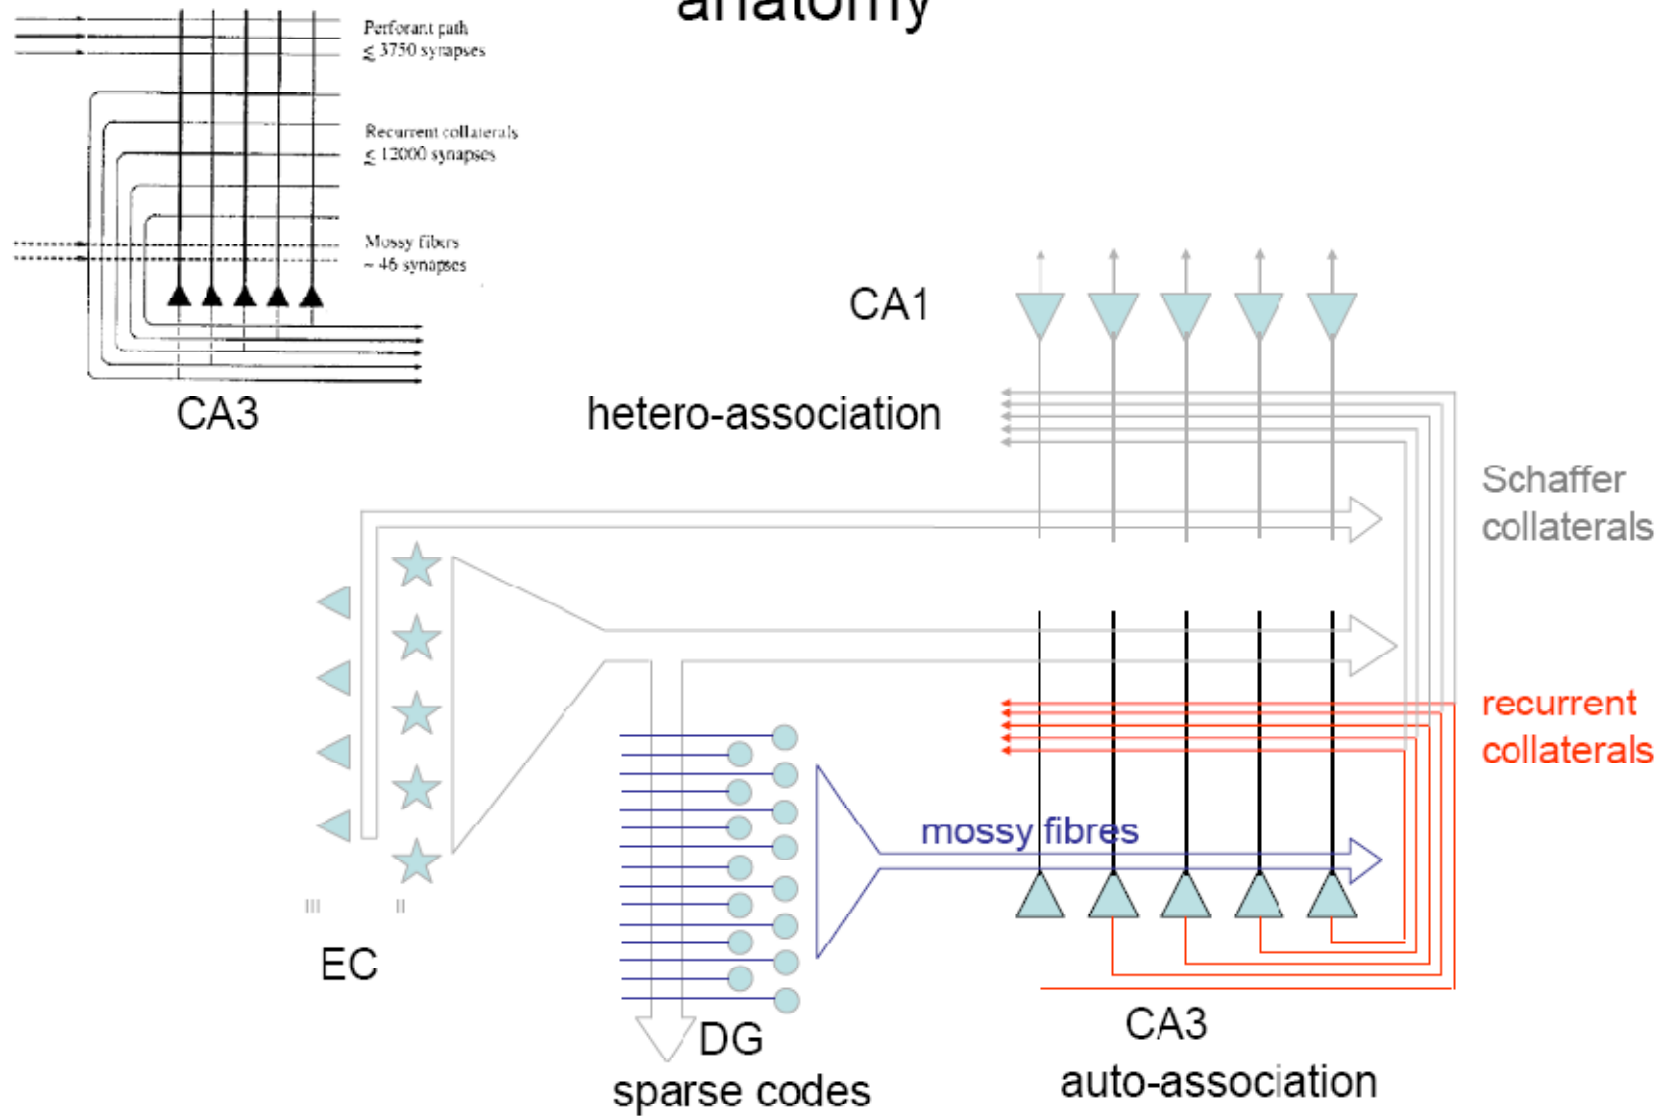 anatomy
Perforant path
≤ 3750 synapses
Recurrent collaterals
≤ 12000 synapses
Mossy fibers
~ 46 synapses
CA3
CA1
hetero-association
Schaffer
collaterals
recurrent
collaterals
mossy fibres
III
II
EC
DG
sparse codes
CA3
auto-association